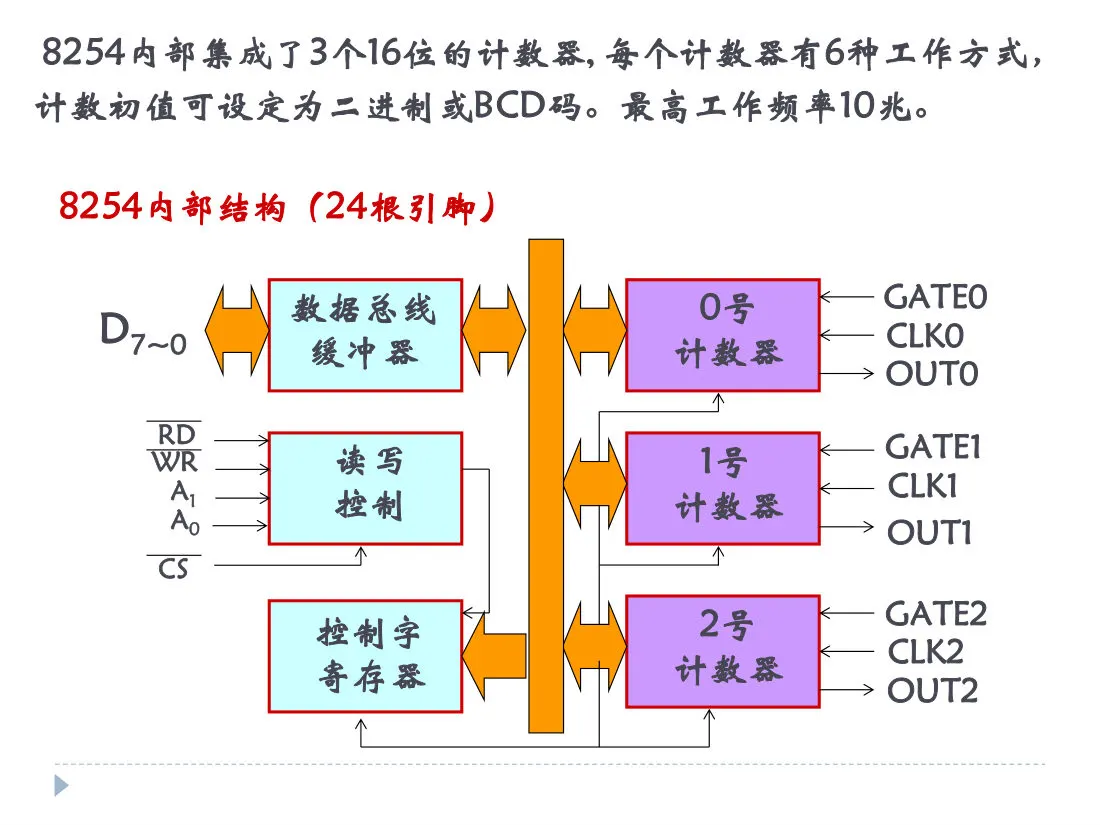 8254内部集成了3个16位的计数器,每个计数器有6种工作方式,
计数初值可设定为二进制或BCD码。最高工作频率10兆。
8254内部结构(24根引脚)
D7~0
数据总线
缓冲器
0号
计数器
GATE0
CLK0
OUT0
RD
WR
A1
A0
CS
读写
控制
1号
计数器
GATE1
CLK1
OUT1
控制字
寄存器
2号
计数器
GATE2
CLK2
OUT2